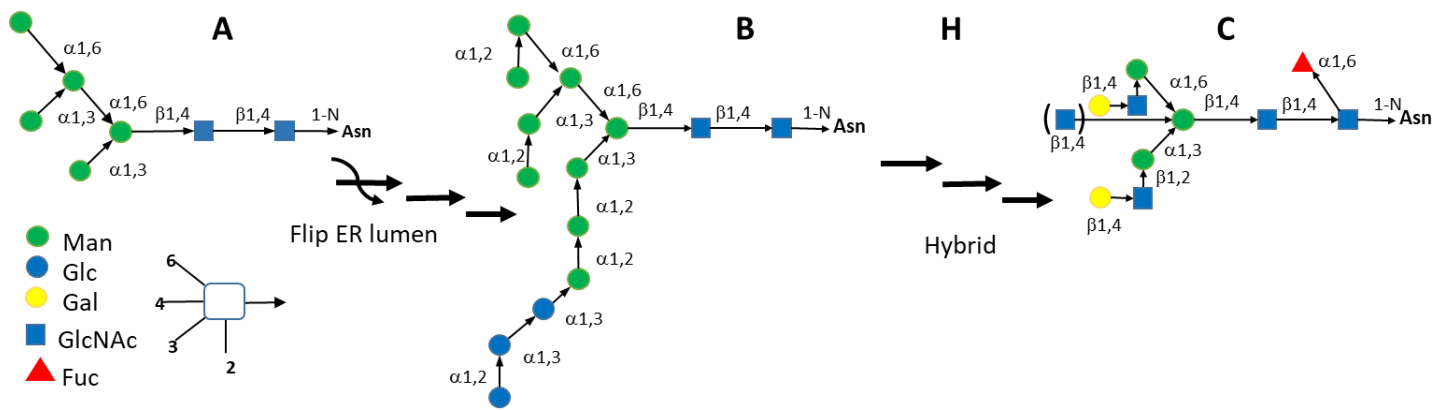 A
B
H
C
α1,6
α1,3
α1,6
α1,3
β1,4
β1,4
1-N
Asn
α1,2
α1,6
α1,2
α1,3
α1,6
α1,3
β1,4
β1,4
1-N
Asn
α1,2
α1,2
α1,3
α1,3
α1,2
β1,4
α1,6
(
)
β1,4
α1,3
β1,2
β1,4
β1,4
β1,4
α1,6
1-N
Asn
Flip ER lumen
Hybrid
Man
Glc
Gal
GlcNAc
Fuc
6
4
3
2